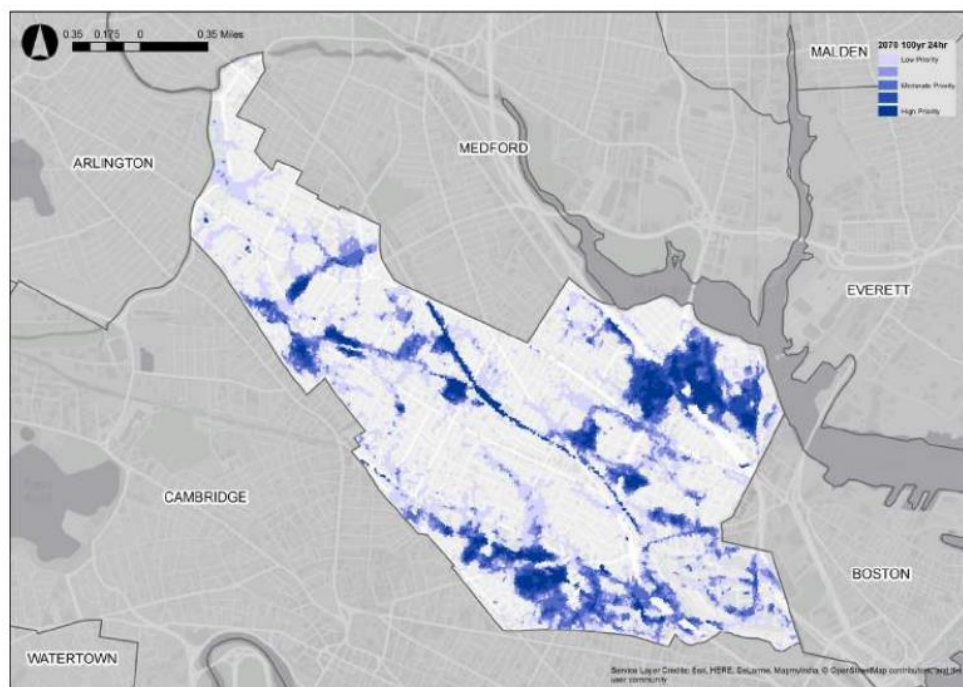 0.35 0.175 0 0.35 Miles
2070 100yr 24hr
Low Priority
Moderate Priority
High Priority
MALDEN
MEDFORD
ARLINGTON
EVERETT
CAMBRIDGE
BOSTON
WATERTOWN
Service Layer Credits: Esri, HERE, DeLorme, MapmyIndia, © OpenStreetMap contributors, and the
user community